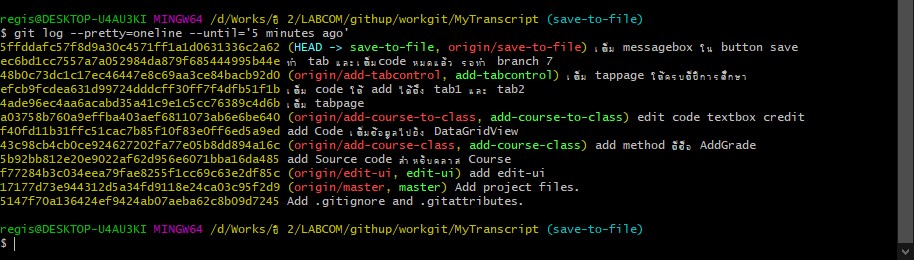 regis@DESKTOP-U4AU3KI MINGW64 /d/Works/ปี 2/LABCOM/githup/workgit/MyTranscript (save-to-file)
$ git log --pretty=oneline --until='5 minutes ago'
5ffddafc57f8d9a30c4571ff1a1d0631336c2a62 (HEAD -> save-to-file, origin/save-to-file) เพิ่ม messagebox ใน button save
ec6bd1cc7557a7a052984da879f685444995b44e ทำ tab และเพิ่มcode หมดแล้ว รอทำ branch 7
48b0c73dc1c17ec46447e8c69aa3ce84bacb92d0 (origin/add-tabcontrol, add-tabcontrol) เพิ่ม tappage ให้ครบปีปีการศึกษา
efcb9fcdea631d99724dddcff30ff7f4dfb51f1b เพิ่ม code ให้ add ได้ถึง tab1 และ tab2
4ade96ec4aa6acabd35a41c9e1c5cc76389c4d6b เพิ่ม tabpage
a03758b760a9effba403aef6811073ab6e6be640 (origin/add-course-to-class, add-course-to-class) edit code textbox credit
f40fd11b31ffc51cac7b85f10f83e0ff6ed5a9ed add Code เพิ่มข้อมูลไปยัง DataGridView
43c98cb4cb0ce924627202fa77e05b8dd894a16c (origin/add-course-class, add-course-class) add method ชื่อ AddGrade
5b92bb812e20e9022af62d956e6071bba16da485 add Source code สำหรับคลาส Course
f77284b3c034eea79fae8255f1cc69c63e2df85c (origin/edit-ui, edit-ui) add edit-ui
17177d73e944312d5a34fd9118e24ca03c95f2d9 (origin/master, master) Add project files.
5147f70a136424ef9424ab07aeba62c8b09d7245 Add .gitignore and .gitattributes.
regis@DESKTOP-U4AU3KI MINGW64 /d/Works/ปี 2/LABCOM/githup/workgit/MyTranscript (save-to-file)
$